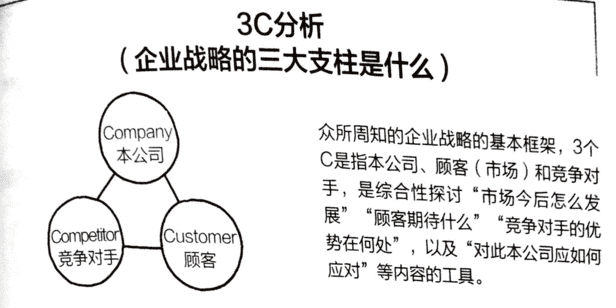 3C分析
（企业战略的三大支柱是什么）
Company
本公司
Competitor
竞争对手
Customer
顾客
众所周知的企业战略的基本框架，3个
C是指本公司、顾客（市场）和竞争对
手，是综合性探讨“市场今后怎么发
展”“顾客期待什么”“竞争对手的优
势在何处”，以及“对此本公司应如何
应对”等内容的工具。